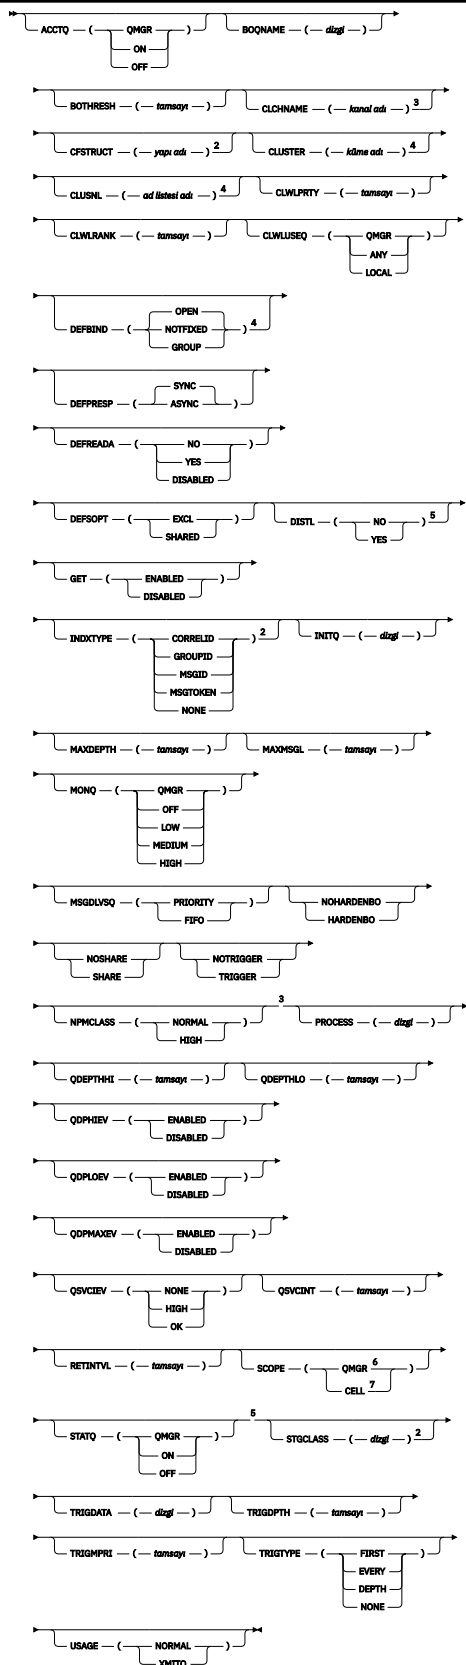 ACCTQ ( QMGR ) BOQNAME ( dizgi )
ON
OFF
BOTHRESH ( tamsayı ) CLCHNAME ( kanal adı ) 3
CFSTRUCT ( yapı adı ) 2 CLUSTER ( küme adı ) 4
CLUSNL ( ad listesi adı ) 4 CLWLPRTY ( tamsayı )
CLWLRANK ( tamsayı ) CLWLUSEQ ( QMGR )
ANY
LOCAL
OPEN
DEFBIND ( NOTFIXED ) 4
GROUP
SYNC
DEFPRESP ( ASYNC )
DEFREADA ( NO )
YES
DISABLED
DEFSOPT ( EXCL ) DISTL ( NO ) 5
SHARED YES
GET ( ENABLED )
DISABLED
INDXTYPE ( CORRELID ) 2 INITQ ( dizgi )
GROUPID
MSGID
MSGTOKEN
NONE
MAXDEPTH ( tamsayı ) MAXMSGL ( tamsayı )
MONQ ( QMGR )
OFF
LOW
MEDIUM
HIGH
MSGDLVSQ ( PRIORITY ) NOHARDENBO
FIFO HARDENBO
NOSHARE NOTRIGGER
SHARE TRIGGER
NPMCLASS ( NORMAL ) 3 PROCESS ( dizgi )
HIGH
QDEPTHHI ( tamsayı ) QDEPTHLO ( tamsayı )
QDPHIEV ( ENABLED )
DISABLED
QDPLOEV ( ENABLED )
DISABLED
QDPMAXEV ( ENABLED )
DISABLED
QSVCIEV ( NONE ) QSVCINT ( tamsayı )
HIGH
OK
RETINTVL ( tamsayı ) SCOPE ( QMGR 6 )
CELL 7
STATQ ( QMGR ) 5 STGCLASS ( dizgi ) 2
ON
OFF
TRIGDATA ( dizgi ) TRIGDPTH ( tamsayı )
TRIGMPRI ( tamsayı ) TRIGTYPE ( FIRST )
EVERY
DEPTH
NONE
USAGE ( NORMAL )
XMITQ